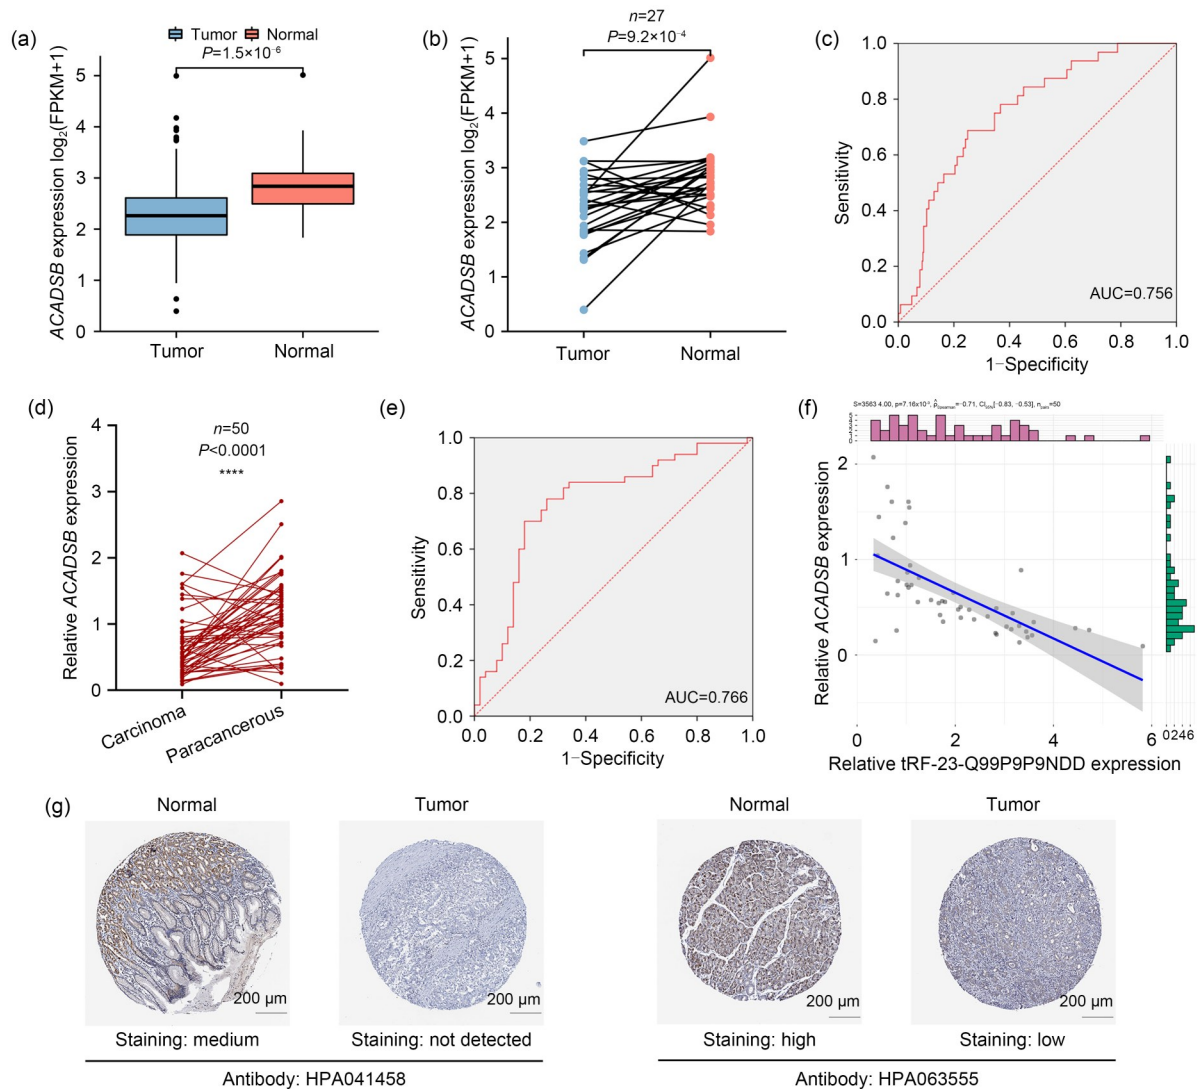 (a)
Tumor Normal
P=1.5×10⁻⁶
ACADSB expression log₂(FPKM+1)
5
4
3
2
1
0
Tumor Normal
(b)
n=27
P=9.2×10⁻⁴
ACADSB expression log₂(FPKM+1)
5
4
3
2
1
0
Tumor Normal
(c)
Sensitivity
1.0
0.8
0.6
0.4
0.2
0.0
AUC=0.756
0.0 0.2 0.4 0.6 0.8 1.0
1−Specificity
(d)
n=50
P<0.0001
****
Relative ACADSB expression
4
3
2
1
0
Carcinoma
Paracancerous
(e)
Sensitivity
1.0
0.8
0.6
0.4
0.2
0.0
AUC=0.766
0.0 0.2 0.4 0.6 0.8 1.0
1−Specificity
(f)
Relative ACADSB expression
2
1
0
0 2 4 6
0246
Relative tRF-23-Q99P9P9NDD expression
(g)
Normal
Tumor
Normal
Tumor
200 µm
200 µm
200 µm
200 µm
Staining: medium
Staining: not detected
Staining: high
Staining: low
Antibody: HPA041458
Antibody: HPA063555